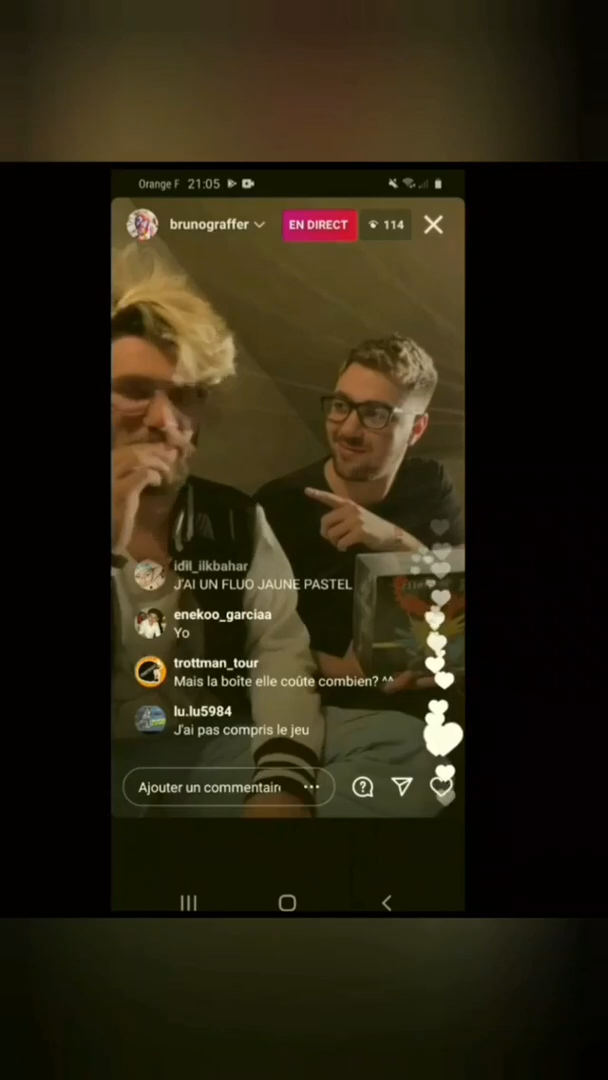 Orange F 21:05
brunograffer
EN DIRECT
114
idil_ilkbahar
J'AI UN FLUO JAUNE PASTEL
enekoo_garciaa
Yo
trottman_tour
Mais la boîte elle coûte combien? ^^
lu.lu5984
J'ai pas compris le jeu
Ajouter un commentaire